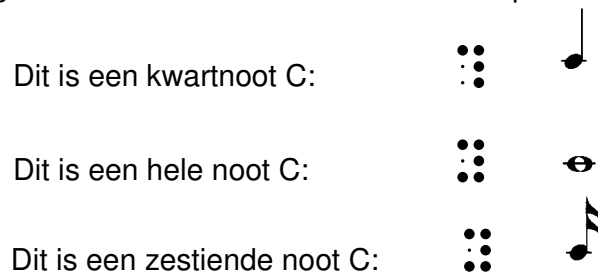 Dit is een kwartnoot C: ⠹
Dit is een hele noot C: ⠽
Dit is een zestiende noot C: ⠽